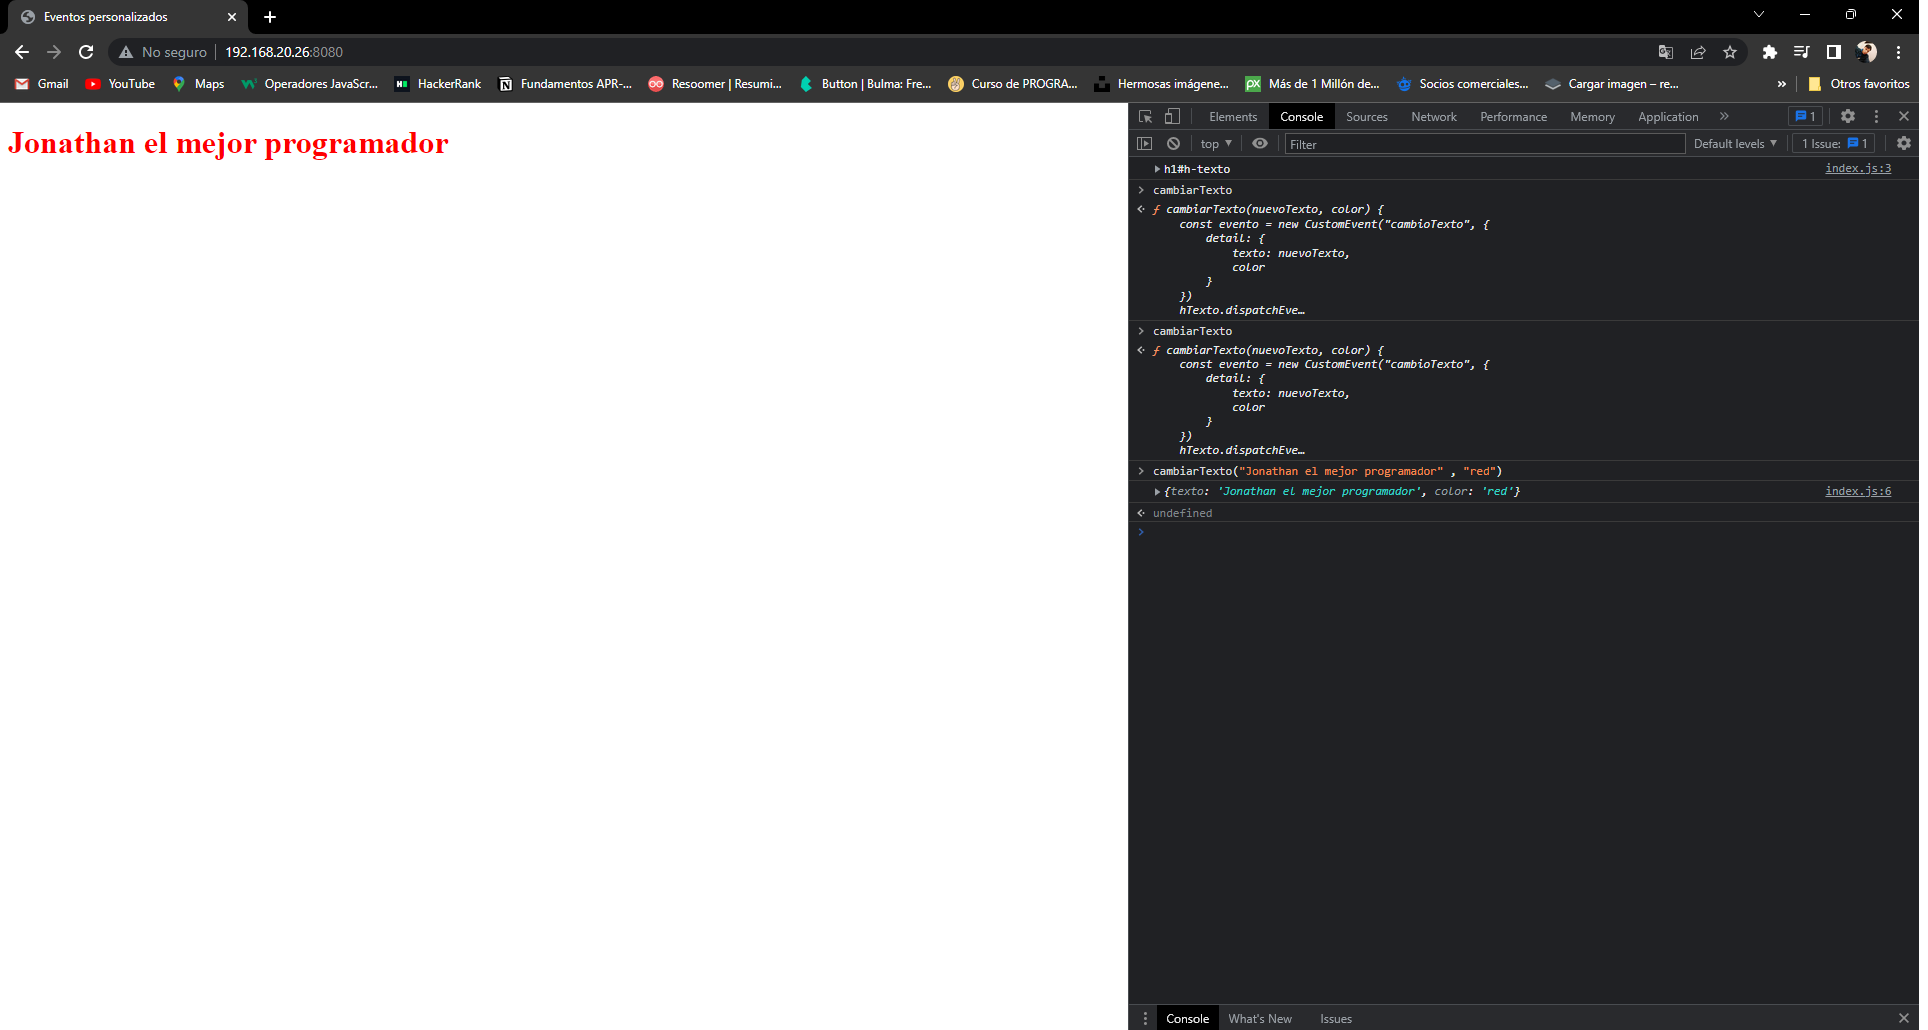 Eventos personalizados
No seguro 192.168.20.26:8080
Gmail YouTube Maps Operadores JavaScr... HackerRank Fundamentos APR-... Resoomer | Resumi... Button | Bulma: Fre... Curso de PROGRA... Hermosas imágene... Más de 1 Millón de... Socios comerciales... Cargar imagen – re... » Otros favoritos
Jonathan el mejor programador
Elements Console Sources Network Performance Memory Application » 1
top Filter Default levels 1 Issue: 1
h1#h-texto index.js:3
cambiarTexto
ƒ cambiarTexto(nuevoTexto, color) {
const evento = new CustomEvent("cambioTexto", {
detail: {
texto: nuevoTexto,
color
}
})
hTexto.dispatchEve…
cambiarTexto
ƒ cambiarTexto(nuevoTexto, color) {
const evento = new CustomEvent("cambioTexto", {
detail: {
texto: nuevoTexto,
color
}
})
hTexto.dispatchEve…
cambiarTexto("Jonathan el mejor programador" , "red")
{texto: 'Jonathan el mejor programador', color: 'red'} index.js:6
undefined
Console What's New Issues